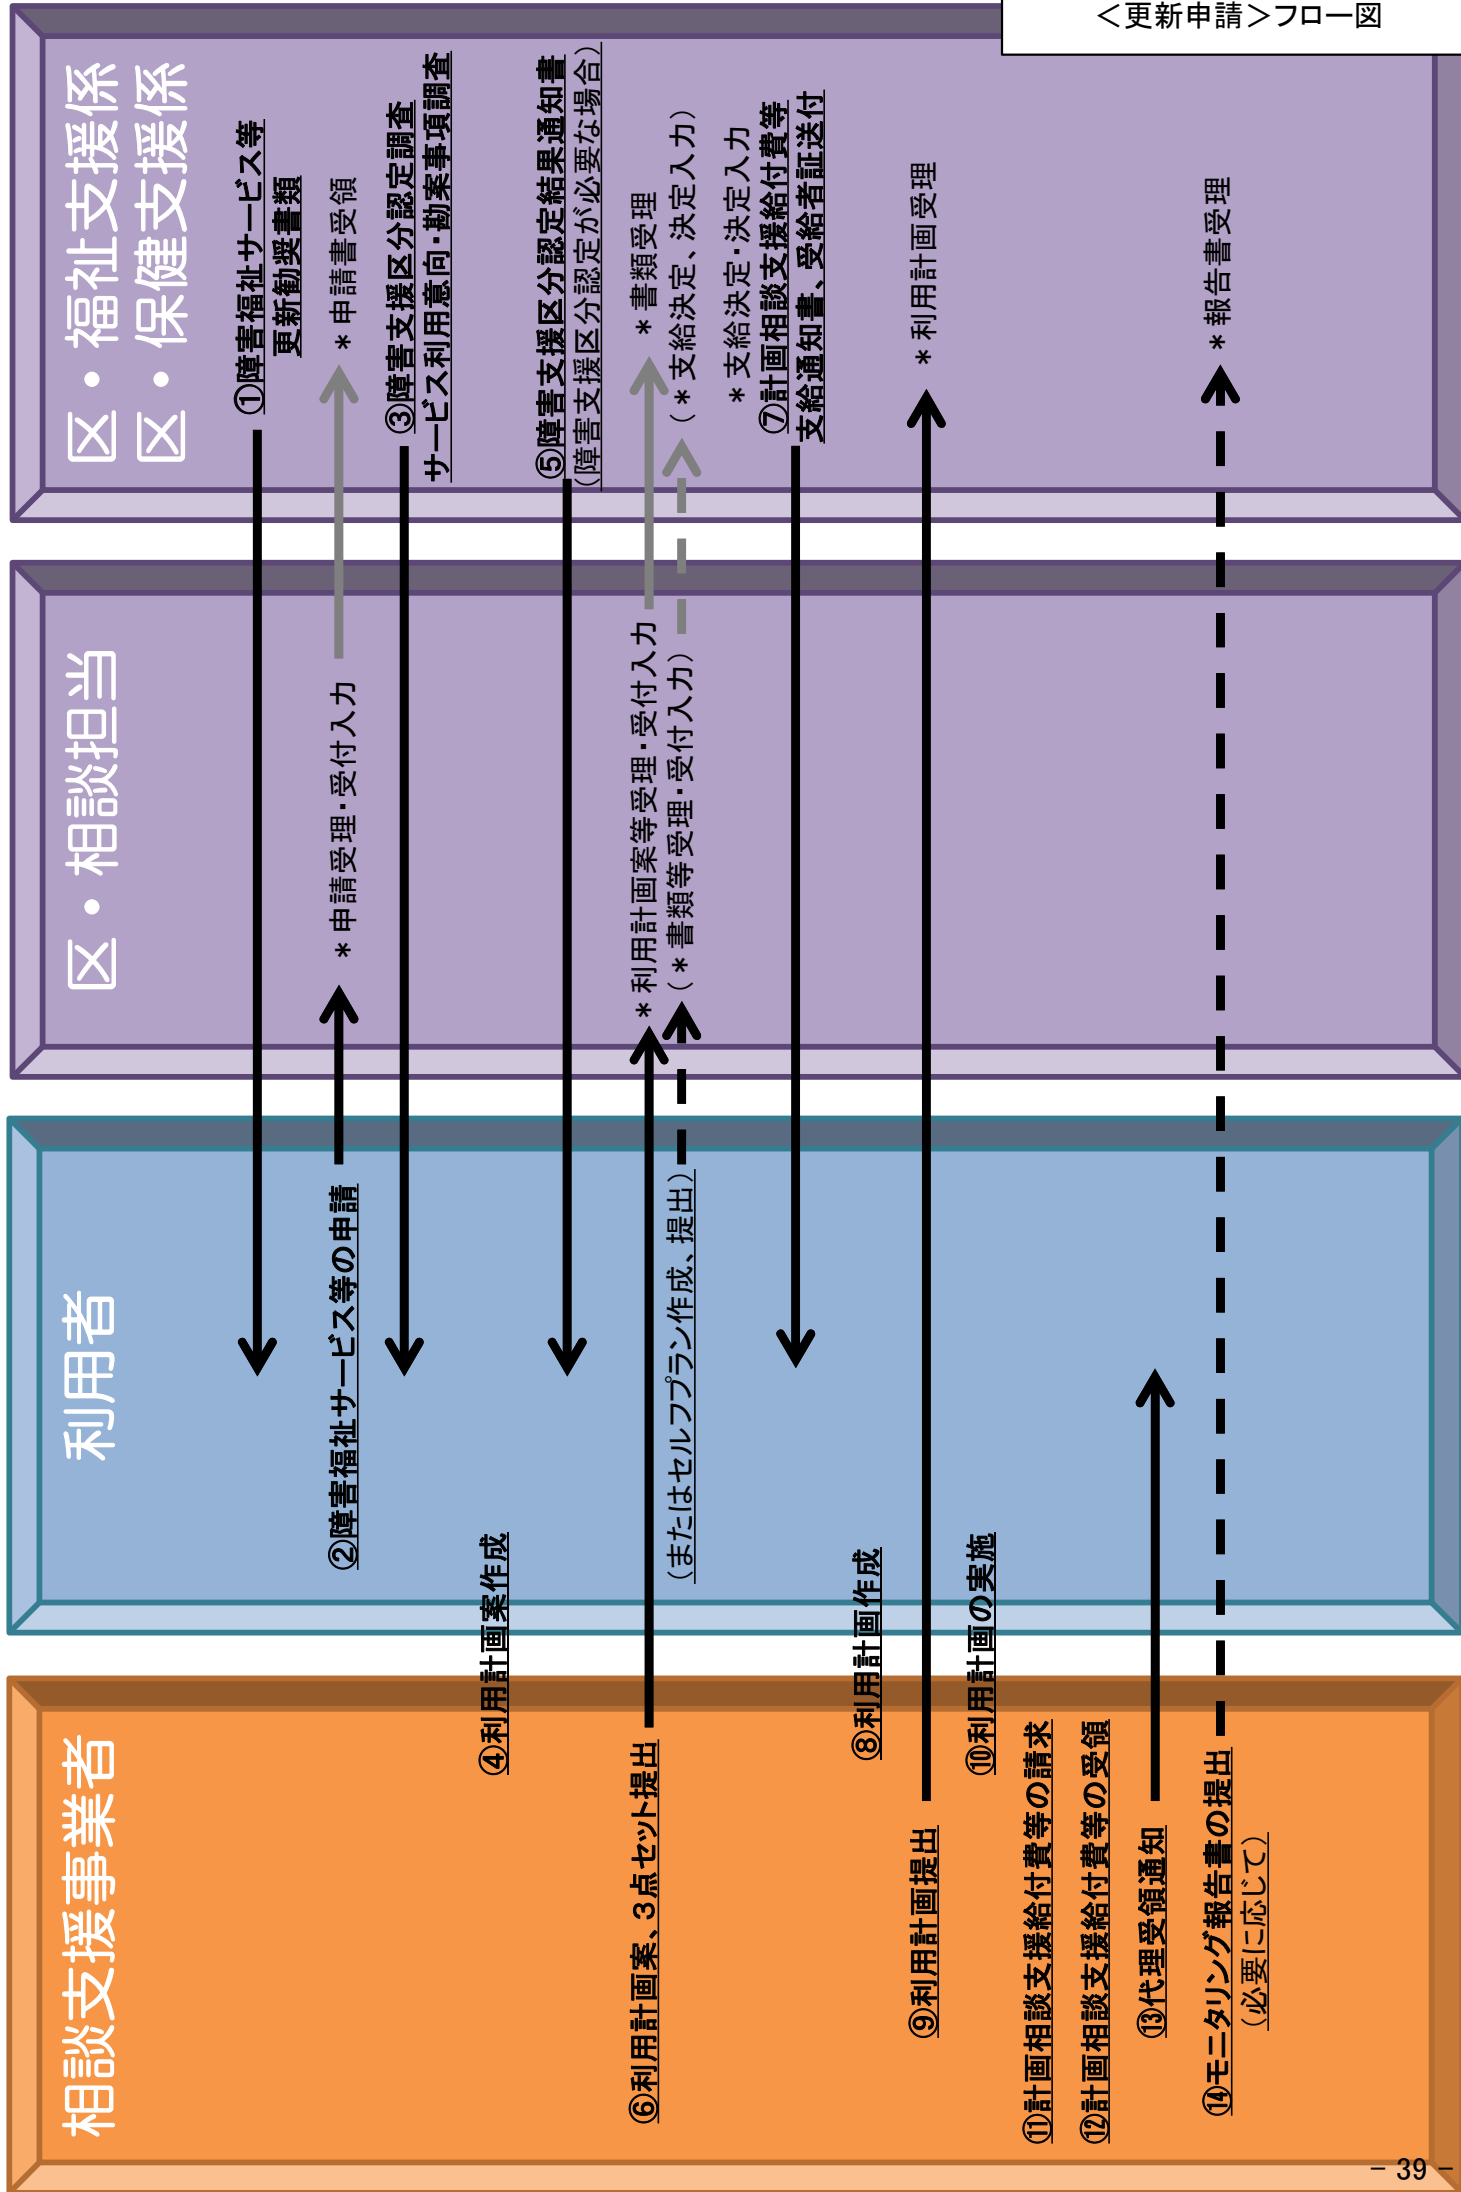 ＜更新申請＞フロー図
相談支援事業者
利用者
区・相談担当
区・福祉支援係
区・保健支援係
①障害福祉サービス等
更新勧奨書類
②障害福祉サービス等の申請
＊申請受理・受付入力
＊申請書受領
③障害支援区分認定調査
サービス利用意向・勘案事項調査
④利用計画案作成
⑤障害支援区分認定結果通知書
（障害支援区分認定が必要な場合）
⑥利用計画案、３点セット提出
＊利用計画案等受理・受付入力
＊書類受理
（またはセルフプラン作成、提出）
（＊書類等受理・受付入力）
（＊支給決定、決定入力）
＊支給決定・決定入力
⑦計画相談支援給付費等
支給通知書、受給者証送付
⑧利用計画作成
⑨利用計画提出
＊利用計画受理
⑩利用計画の実施
⑪計画相談支援給付費等の請求
⑫計画相談支援給付費等の受領
⑬代理受領通知
⑭モニタリング報告書の提出
（必要に応じて）
＊報告書受理
－ 39 －